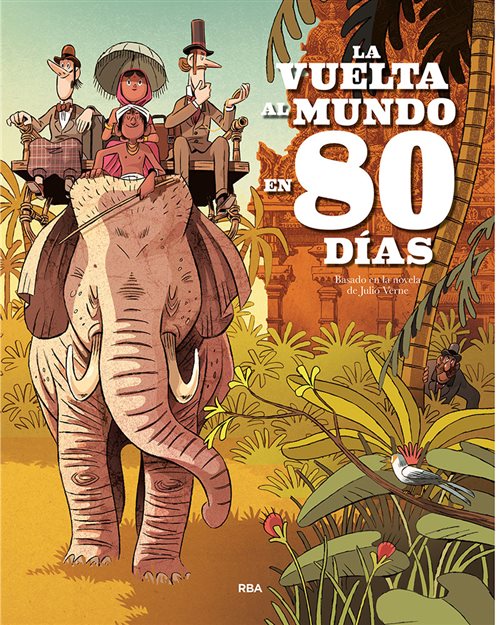 LA
VUELTA
AL MUNDO
EN 80
DÍAS
Basado en la novela
de Julio Verne
RBA